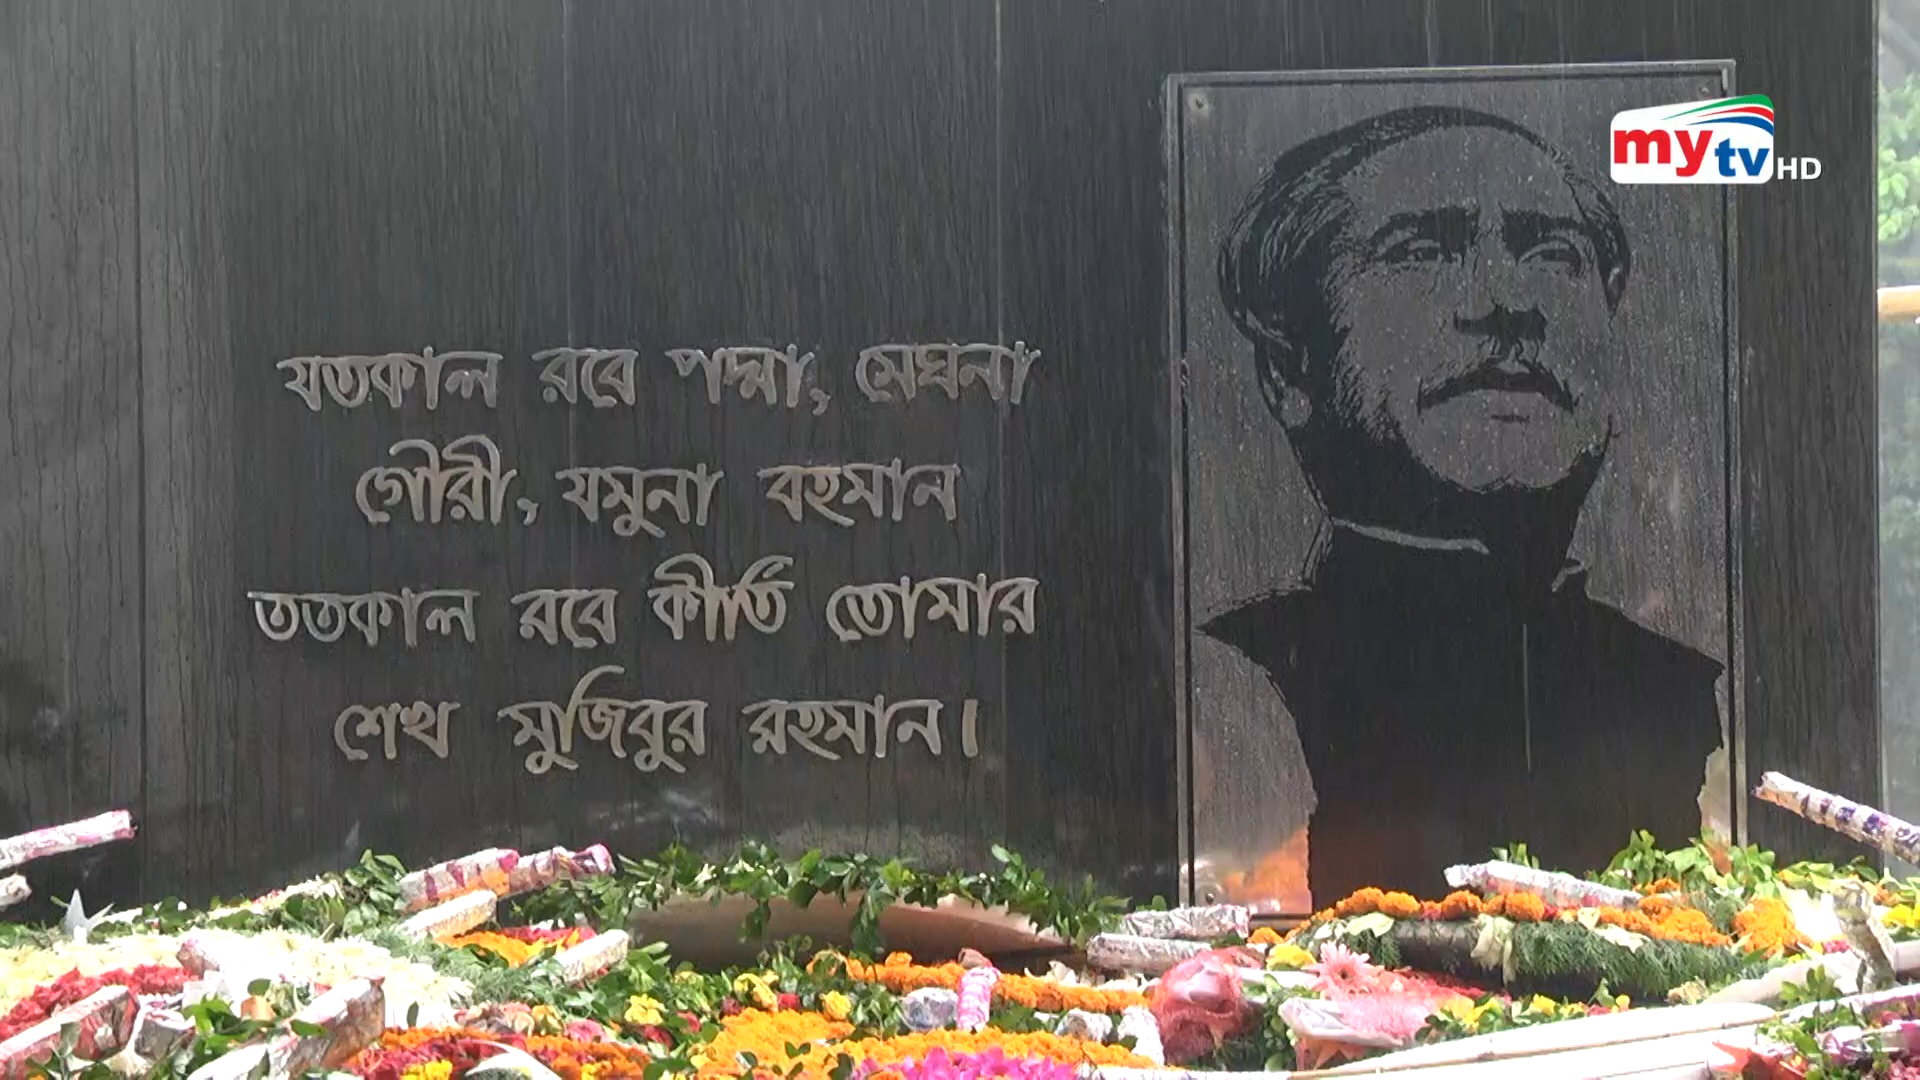 যতকাল রবে পদ্মা, মেঘনা
গৌরী, যমুনা বহমান
ততকাল রবে কীর্তি তোমার
শেখ মুজিবুর রহমান।
mytv HD